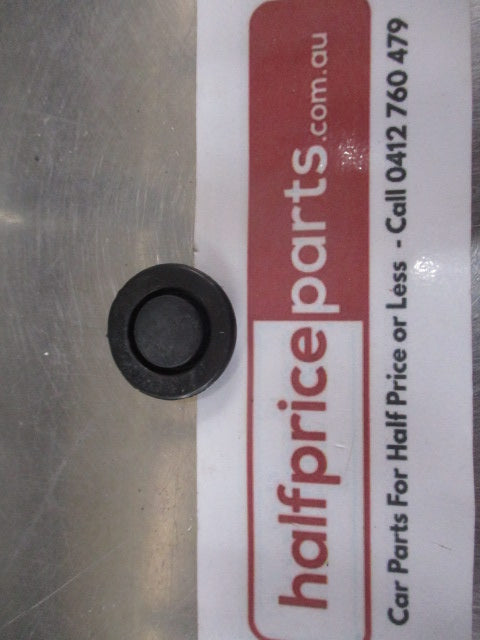 halfpriceparts.com.au
Car Parts For Half Price or Less - Call 0412 760 479